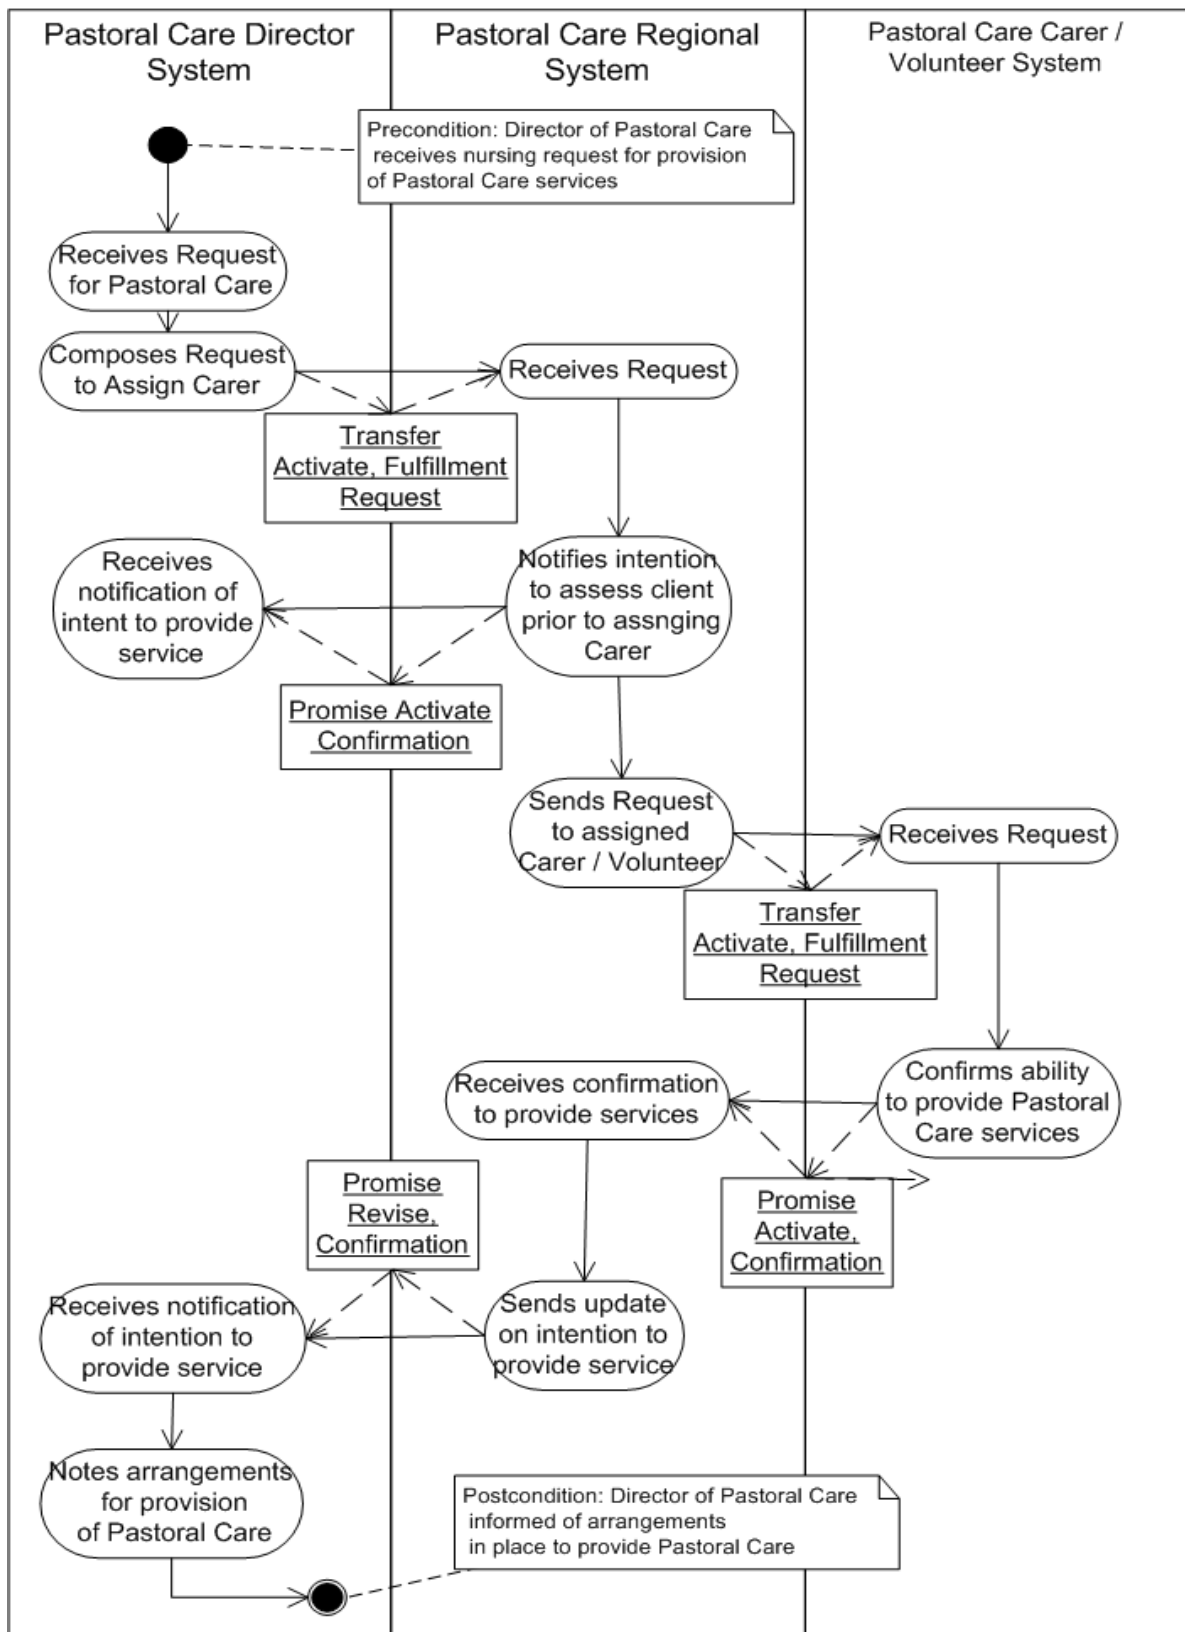 Pastoral Care Director
System
Pastoral Care Regional
System
Pastoral Care Carer /
Volunteer System
Precondition: Director of Pastoral Care
receives nursing request for provision
of Pastoral Care services
Receives Request
for Pastoral Care
Composes Request
to Assign Carer
Receives Request
Transfer
Activate, Fulfillment
Request
Receives
notification of
intent to provide
service
Notifies intention
to assess client
prior to assnging
Carer
Promise Activate
Confirmation
Sends Request
to assigned
Carer / Volunteer
Receives Request
Transfer
Activate, Fulfillment
Request
Receives confirmation
to provide services
Confirms ability
to provide Pastoral
Care services
Promise
Revise,
Confirmation
Promise
Activate,
Confirmation
Receives notification
of intention to
provide service
Sends update
on intention to
provide service
Notes arrangements
for provision
of Pastoral Care
Postcondition: Director of Pastoral Care
informed of arrangements
in place to provide Pastoral Care